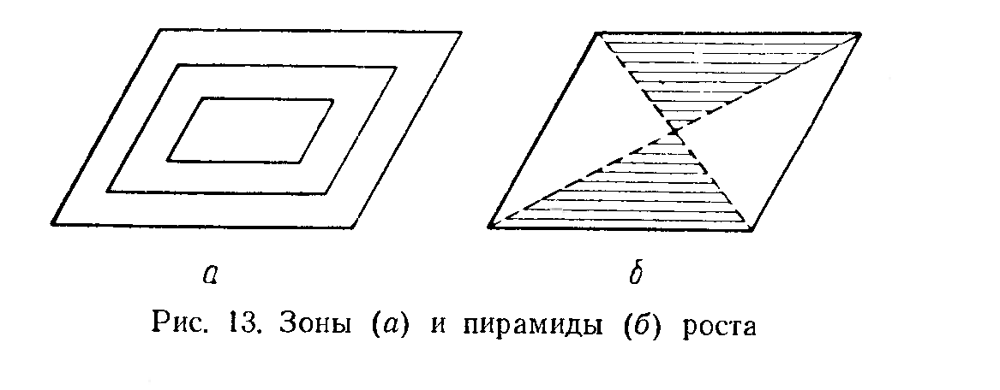 а
б
Рис. 13. Зоны (а) и пирамиды (б) роста